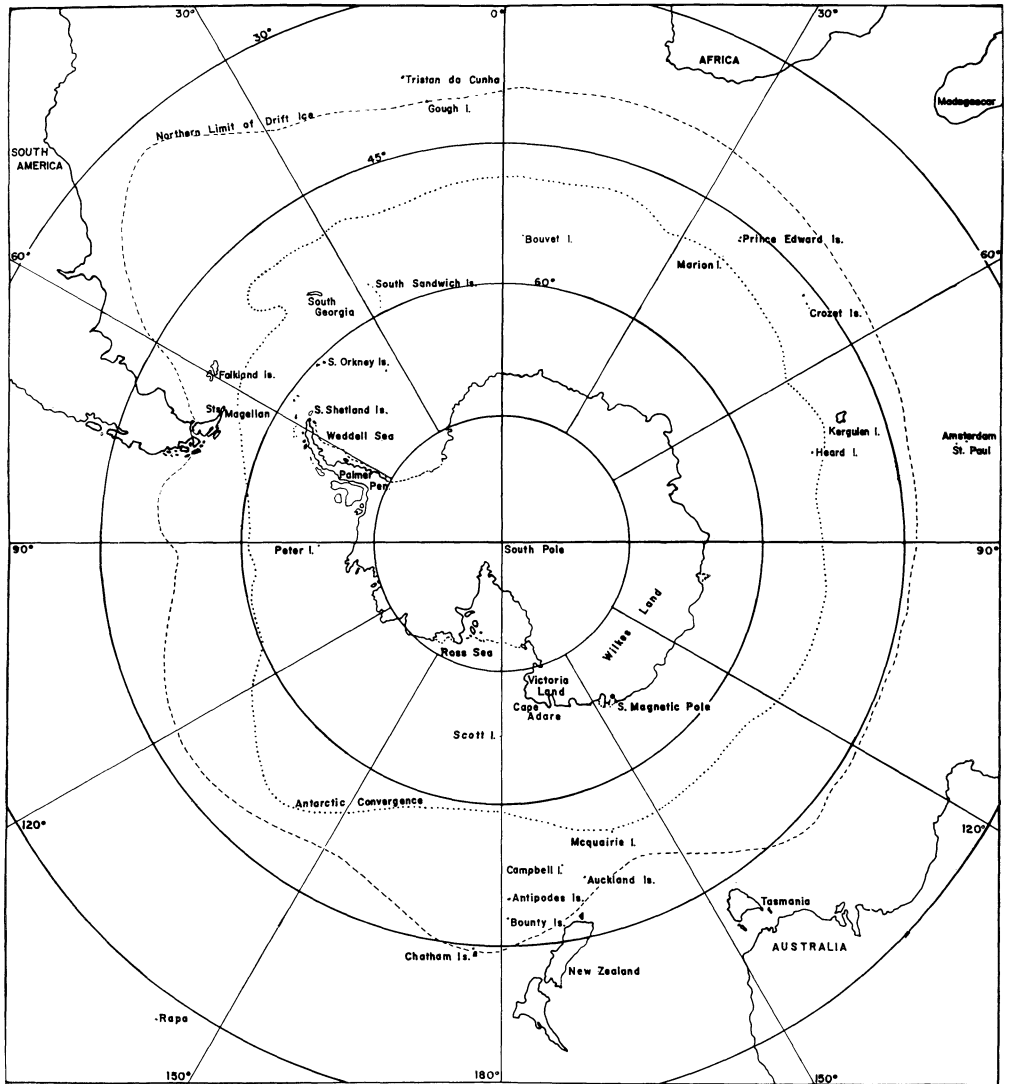 30°
0°
30°
30°
AFRICA
Tristan da Cunha
Gough I.
Madagascar
Northern Limit of Drift Ice
SOUTH
AMERICA
45°
Bouvet I.
Prince Edward Is.
60°
Marion I.
60°
South Sandwich Is.
60°
South
Georgia
Crozet Is.
S. Orkney Is.
Falkland Is.
Sts
Magellan
S. Shetland Is.
Weddell Sea
Kergulen I.
Amsterdam
St. Paul
Heard I.
Palmer
Pen.
90°
Peter I.
South Pole
90°
Wilkes Land
Ross Sea
Victoria
Land
Cape
Adare
S. Magnetic Pole
Scott I.
Antarctic Convergence
120°
120°
Mcquairie I.
Campbell I.
Auckland Is.
Antipodes Is.
Tasmania
Bounty Is.
AUSTRALIA
Chatham Is.
New Zealand
Rapa
150°
180°
150°